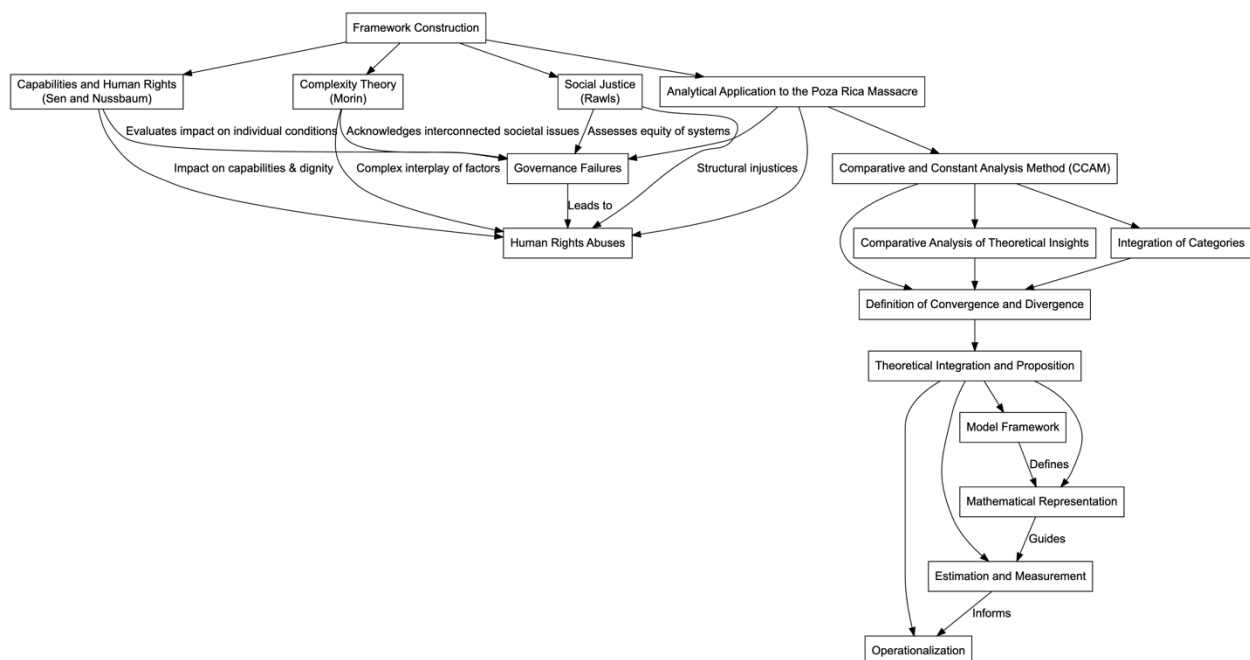 Framework Construction
Capabilities and Human Rights
(Sen and Nussbaum)
Complexity Theory
(Morin)
Social Justice
(Rawls)
Analytical Application to the Poza Rica Massacre
Evaluates impact on individual conditions
Acknowledges interconnected societal issues
Assesses equity of systems
Impact on capabilities & dignity
Complex interplay of factors
Governance Failures
Structural injustices
Comparative and Constant Analysis Method (CCAM)
Leads to
Human Rights Abuses
Comparative Analysis of Theoretical Insights
Integration of Categories
Definition of Convergence and Divergence
Theoretical Integration and Proposition
Model Framework
Defines
Mathematical Representation
Guides
Estimation and Measurement
Informs
Operationalization